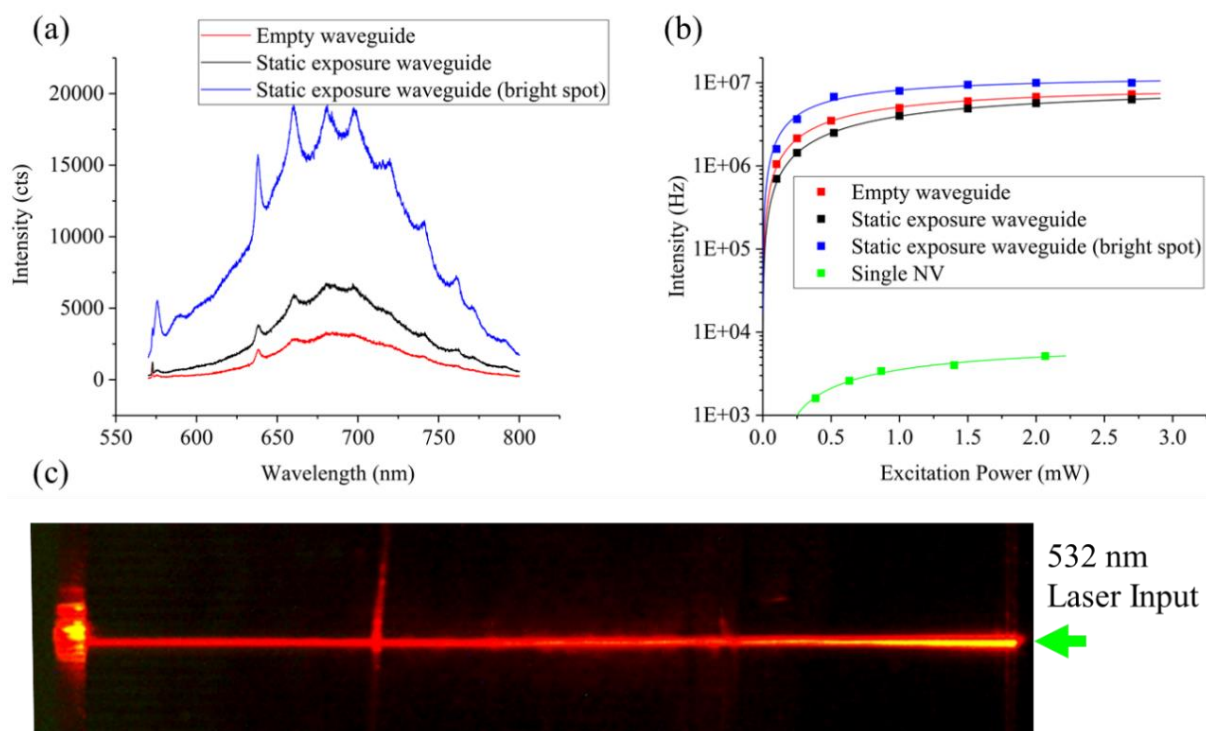 (a)
Empty waveguide
Static exposure waveguide
Static exposure waveguide (bright spot)
20000
15000
10000
5000
0
Intensity (cts)
550
600
650
700
750
800
Wavelength (nm)
(b)
1E+07
1E+06
1E+05
1E+04
1E+03
Intensity (Hz)
Empty waveguide
Static exposure waveguide
Static exposure waveguide (bright spot)
Single NV
0.0
0.5
1.0
1.5
2.0
2.5
3.0
Excitation Power (mW)
(c)
532 nm
Laser Input